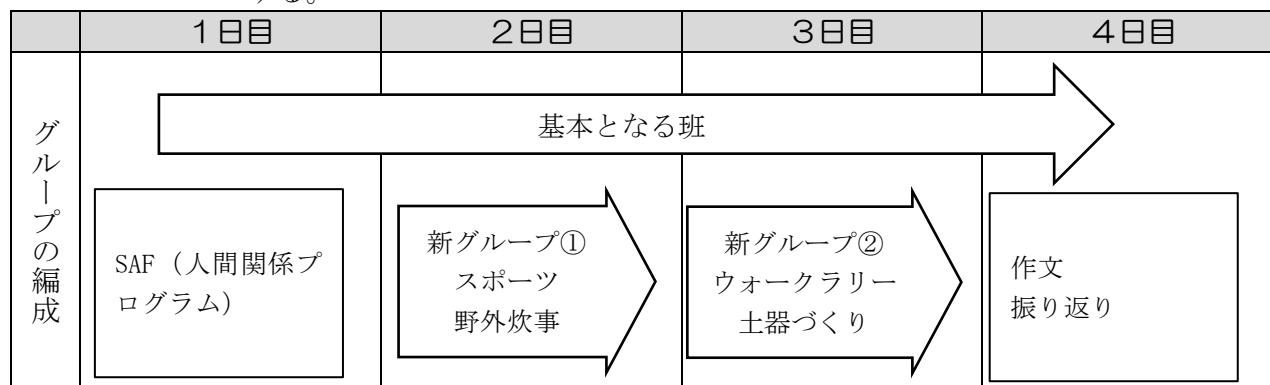 する。
１日目
２日目
３日目
４日目
グループの編成
基本となる班
SAF（人間関係プ
ログラム）
新グループ①
スポーツ
野外炊事
新グループ②
ウォークラリー
土器づくり
作文
振り返り